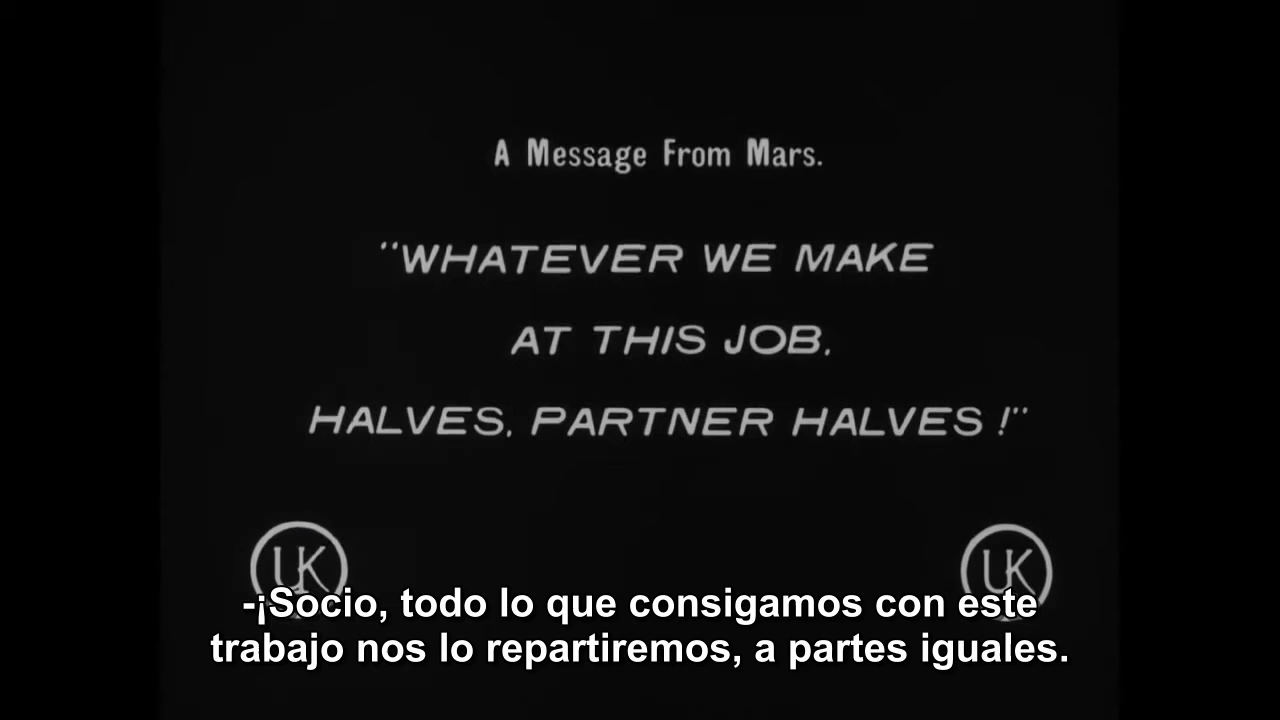 A Message From Mars.
"WHATEVER WE MAKE
AT THIS JOB,
HALVES, PARTNER HALVES !"
UK UK
-¡Socio, todo lo que consigamos con este
trabajo nos lo repartiremos, a partes iguales.